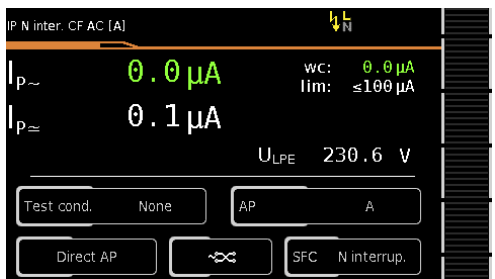 IP N inter. CF AC [A]
L
N
Ip~ 0.0 µA wc: 0.0 µA
lim: ≤100 µA
Ip≃ 0.1 µA
ULPE 230.6 V
Test cond. None AP A
Direct AP SFC N interrup.